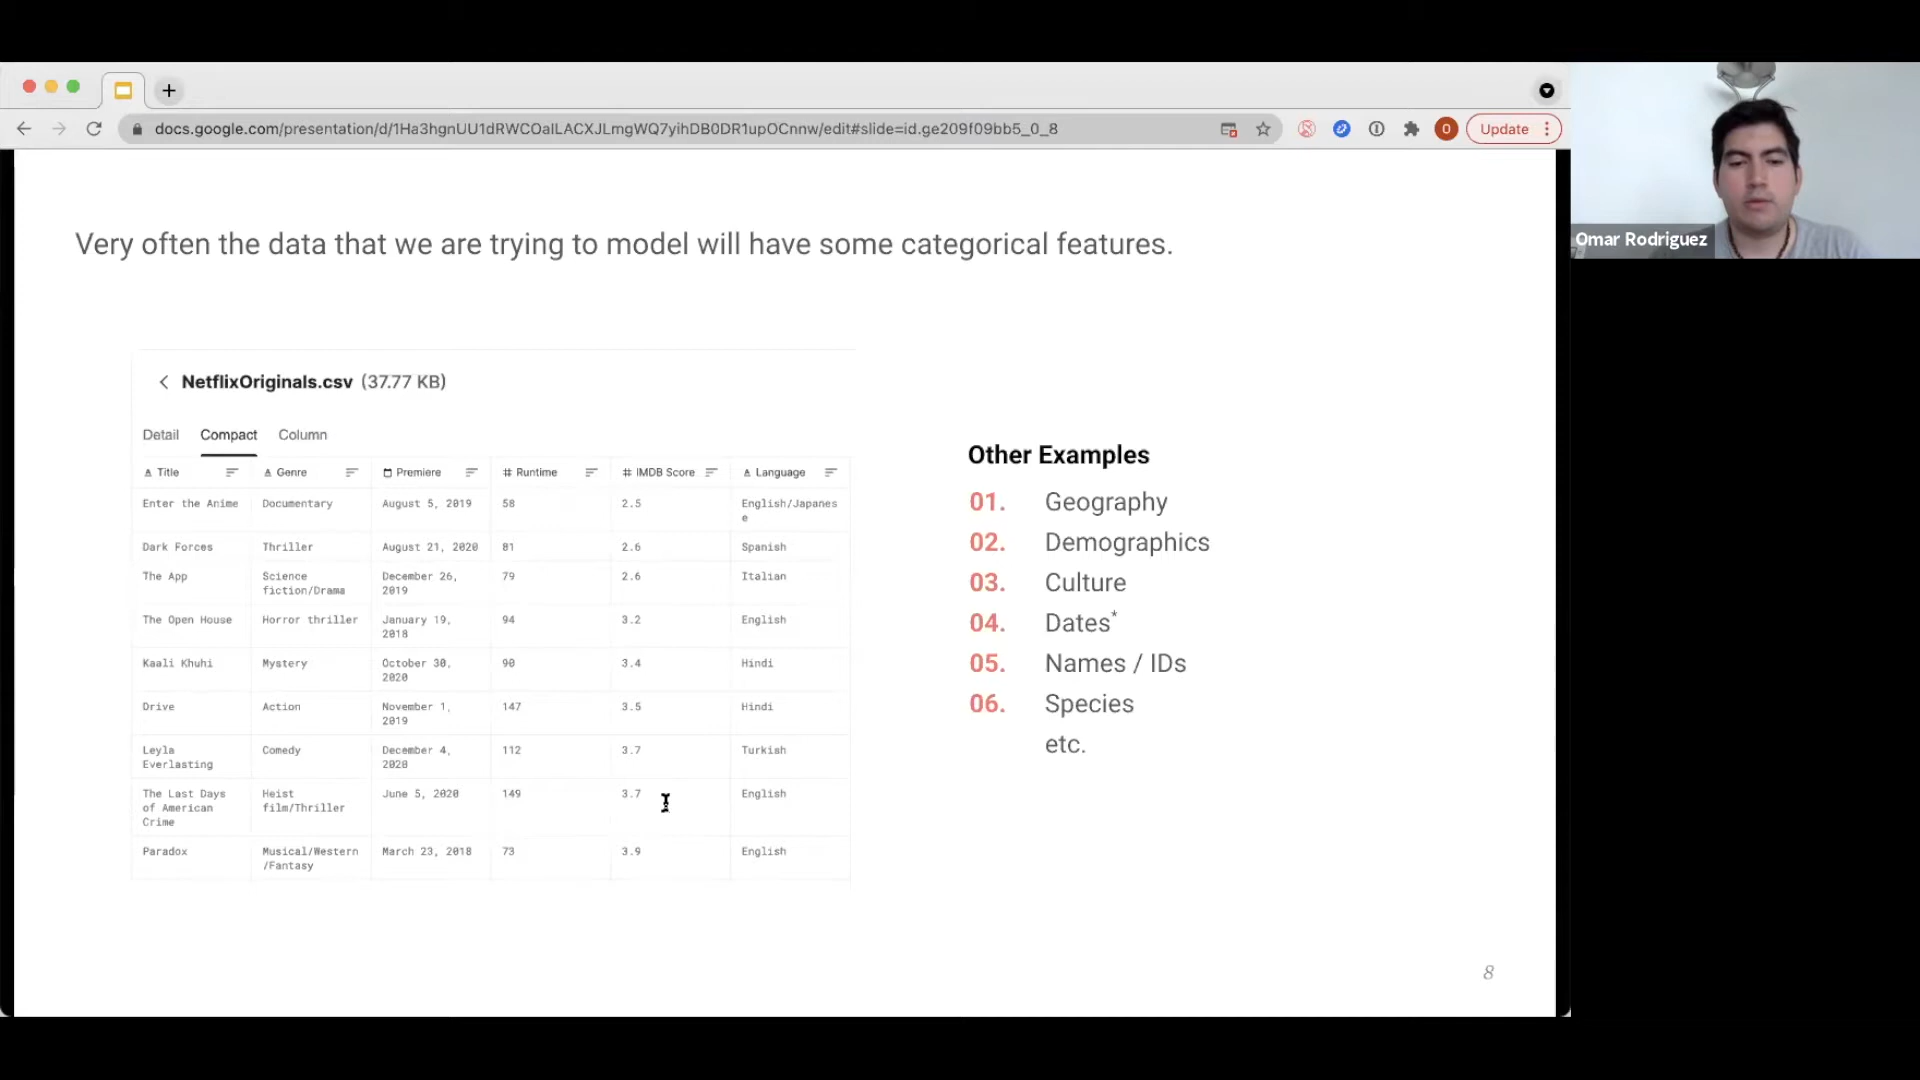 docs.google.com/presentation/d/1Ha3hgnUU1dRWCOalLACXJLmgWQ7yihDB0DR1upOCnnw/edit#slide=id.ge209f09bb5_0_8
O
Update
Omar Rodriguez
Very often the data that we are trying to model will have some categorical features.
NetflixOriginals.csv (37.77 KB)
Detail Compact Column
A Title A Genre Premiere # Runtime # IMDB Score A Language
Enter the Anime Documentary August 5, 2019 58 2.5 English/Japanes
e
Dark Forces Thriller August 21, 2020 81 2.6 Spanish
The App Science December 26, 79 2.6 Italian
fiction/Drama 2019
The Open House Horror thriller January 19, 94 3.2 English
2018
Kaali Khuhi Mystery October 30, 90 3.4 Hindi
2020
Drive Action November 1, 147 3.5 Hindi
2019
Leyla Comedy December 4, 112 3.7 Turkish
Everlasting 2020
The Last Days Heist June 5, 2020 149 3.7 English
of American film/Thriller
Crime
Paradox Musical/Western March 23, 2018 73 3.9 English
/Fantasy
Other Examples
01. Geography
02. Demographics
03. Culture
04. Dates*
05. Names / IDs
06. Species
etc.
8